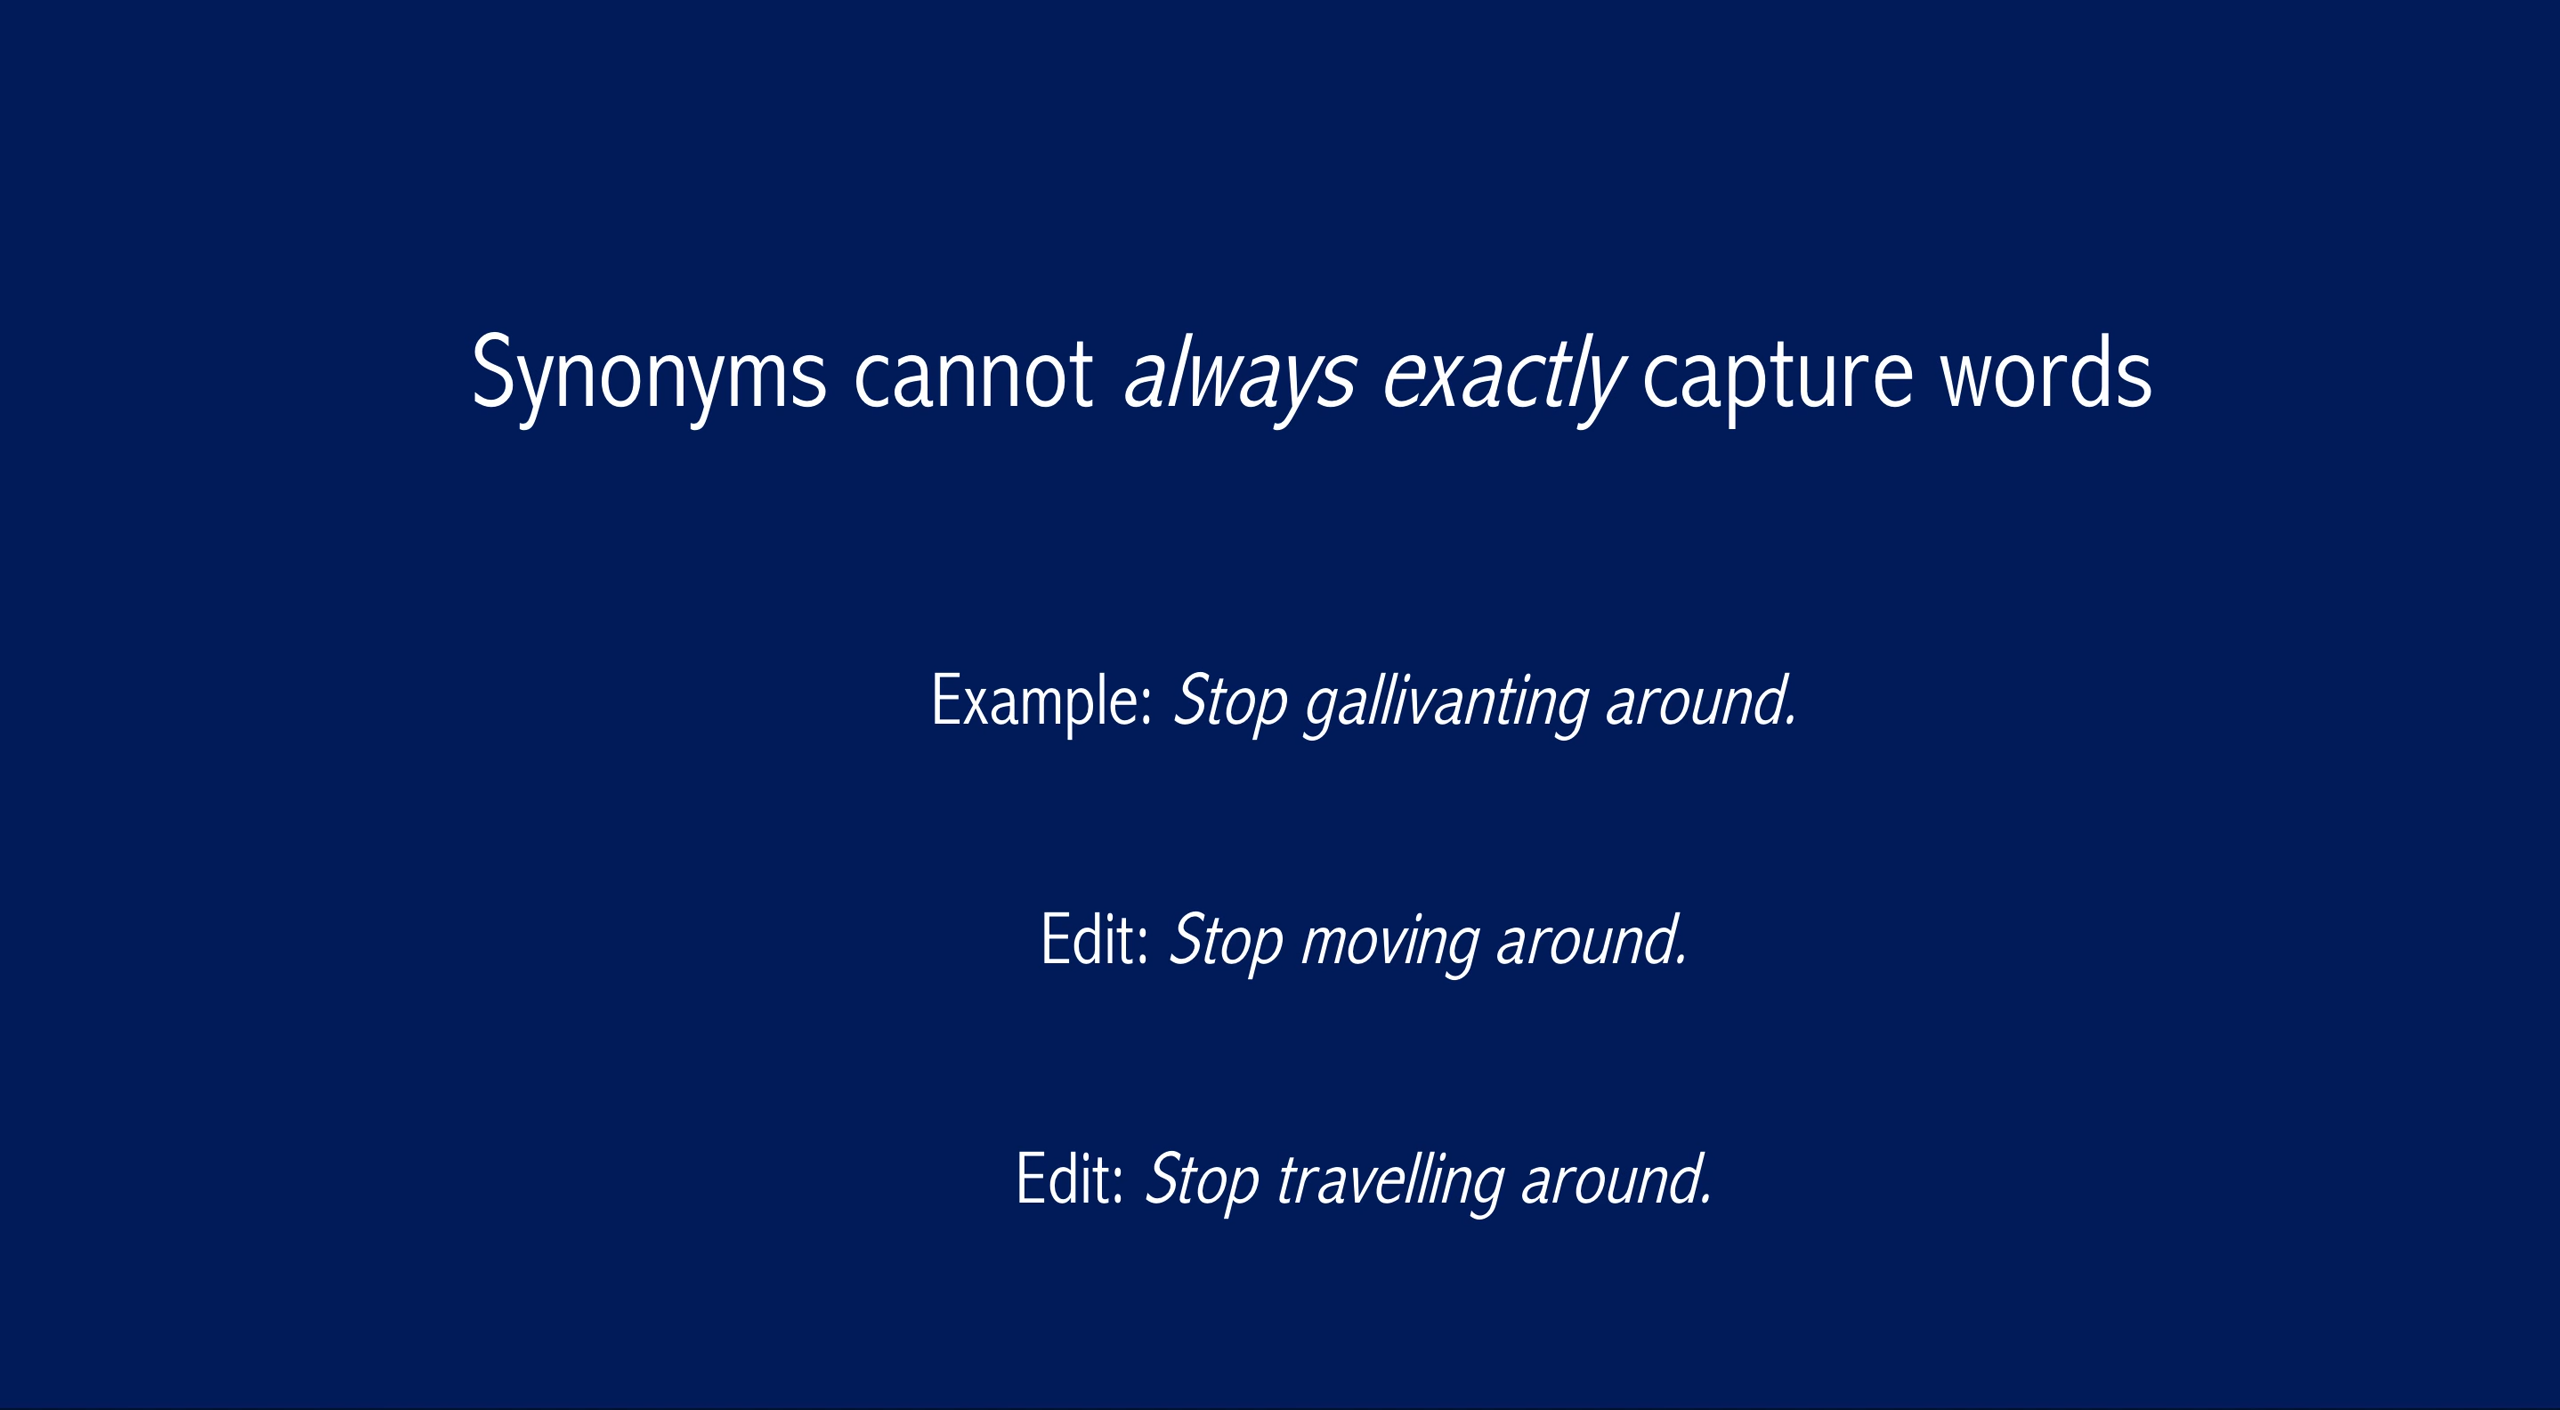 Synonyms cannot always exactly capture words
Example: Stop gallivanting around.
Edit: Stop moving around.
Edit: Stop travelling around.